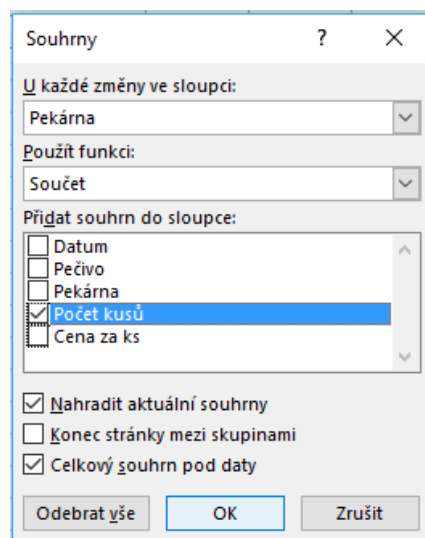 Souhrny ?
U každé změny ve sloupci:
Pekárna
Použít funkci:
Součet
Přidat souhrn do sloupce:
Datum
Pečivo
Pekárna
Počet kusů
Cena za ks
Nahradit aktuální souhrny
Konec stránky mezi skupinami
Celkový souhrn pod daty
Odebrat vše OK Zrušit